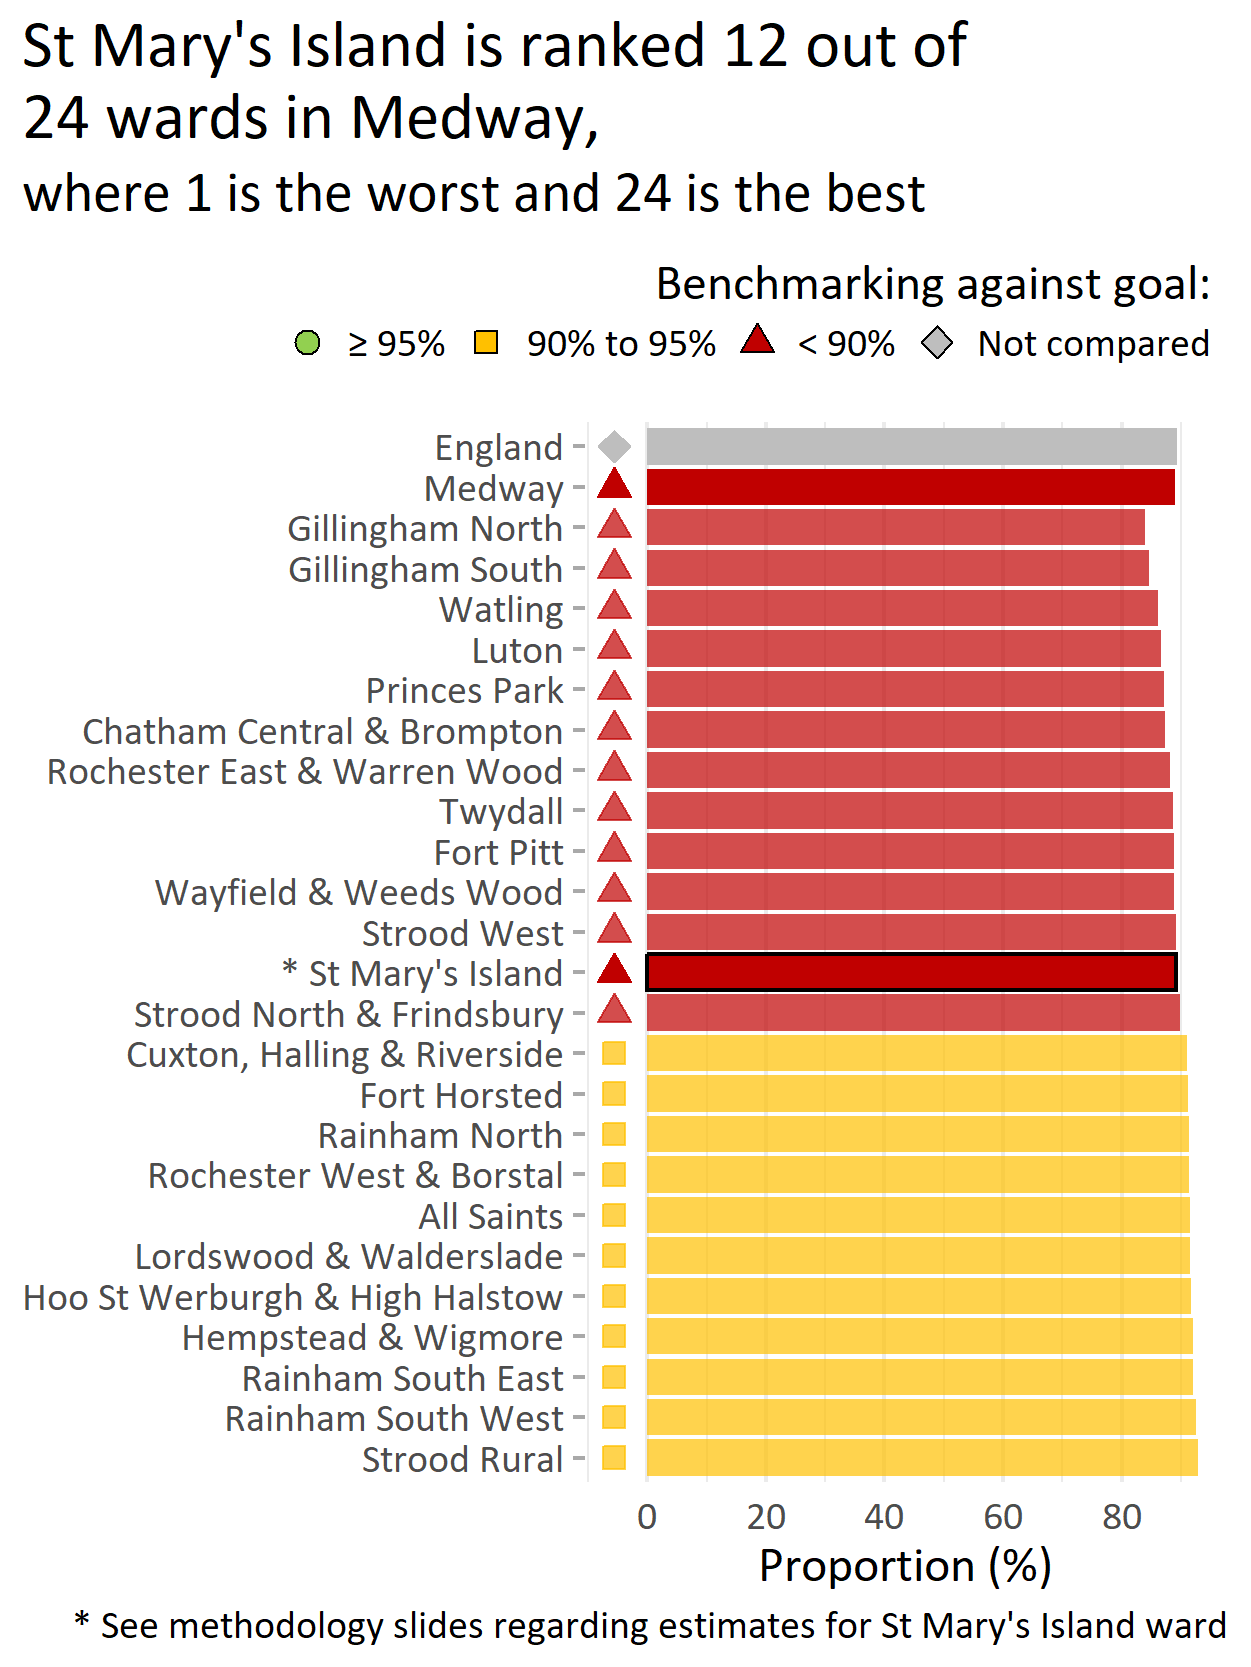 St Mary's Island is ranked 12 out of
24 wards in Medway,
where 1 is the worst and 24 is the best
Benchmarking against goal:
≥ 95% 90% to 95% < 90% Not compared
England
Medway
Gillingham North
Gillingham South
Watling
Luton
Princes Park
Chatham Central & Brompton
Rochester East & Warren Wood
Twydall
Fort Pitt
Wayfield & Weeds Wood
Strood West
* St Mary's Island
Strood North & Frindsbury
Cuxton, Halling & Riverside
Fort Horsted
Rainham North
Rochester West & Borstal
All Saints
Lordswood & Walderslade
Hoo St Werburgh & High Halstow
Hempstead & Wigmore
Rainham South East
Rainham South West
Strood Rural
0 20 40 60 80
Proportion (%)
* See methodology slides regarding estimates for St Mary's Island ward